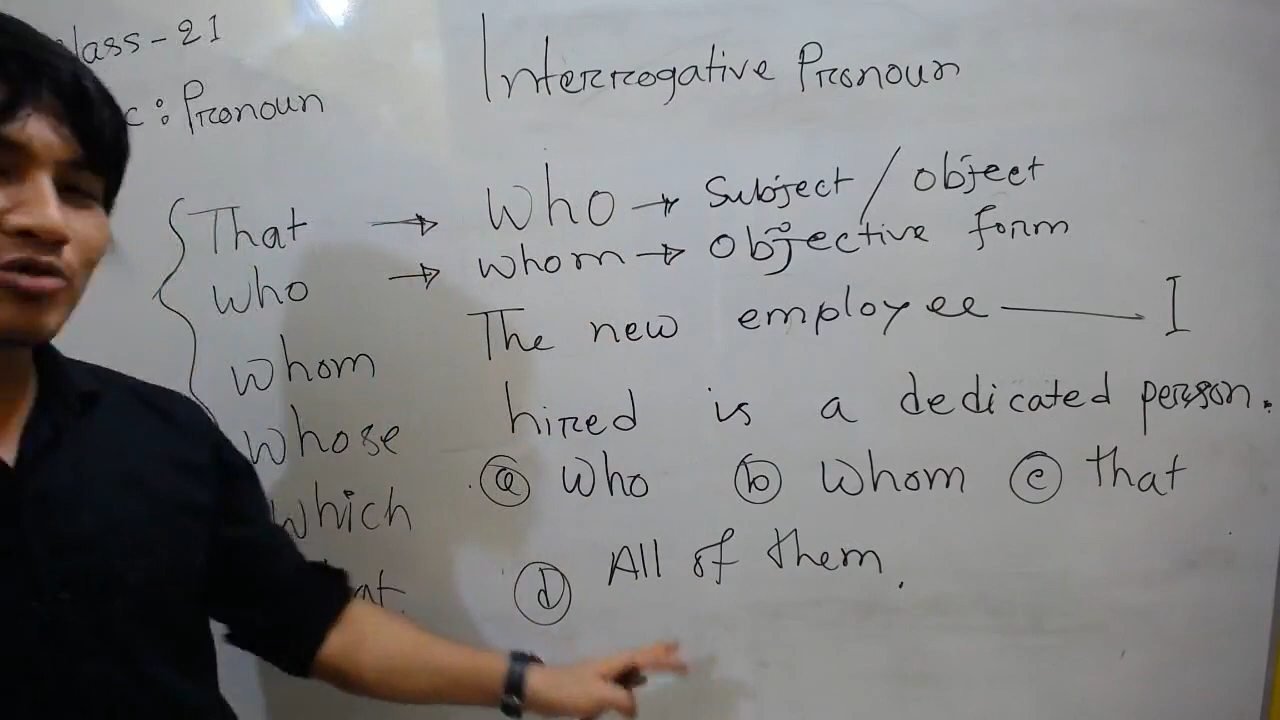 lass-21
c: Pronoun
Interrogative Pronoun
{ That →
who →
whom
whose
which
at
Who → Subject / object
whom → Objective form
The new employee ——— I
hired is a dedicated person.
ⓐ Who ⓑ Whom ⓒ that
ⓓ All of them.